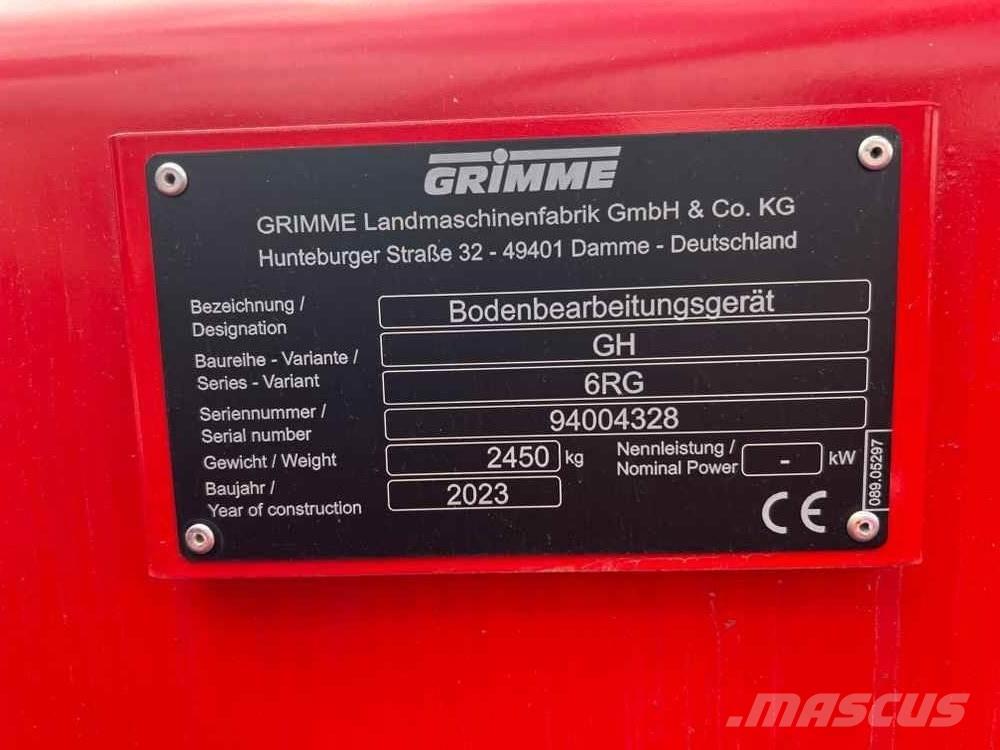 GRIMME
GRIMME Landmaschinenfabrik GmbH & Co. KG
Hunteburger Straße 32 - 49401 Damme - Deutschland
Bezeichnung /
Designation
Bodenbearbeitungsgerät
Baureihe - Variante /
Series - Variant
GH
6RG
Seriennummer /
Serial number
94004328
Gewicht / Weight
2450 kg
Nennleistung /
Nominal Power
- kW
Baujahr /
Year of construction
2023
CE
089.05297
.MASCUS